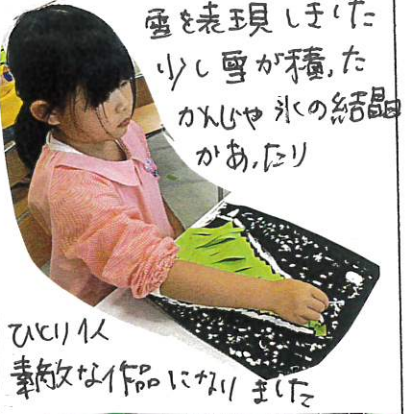 雪を表現しました
少し雪が積った
かんじや氷の結晶
があったり
ひとり1人
素敵な作品になりました